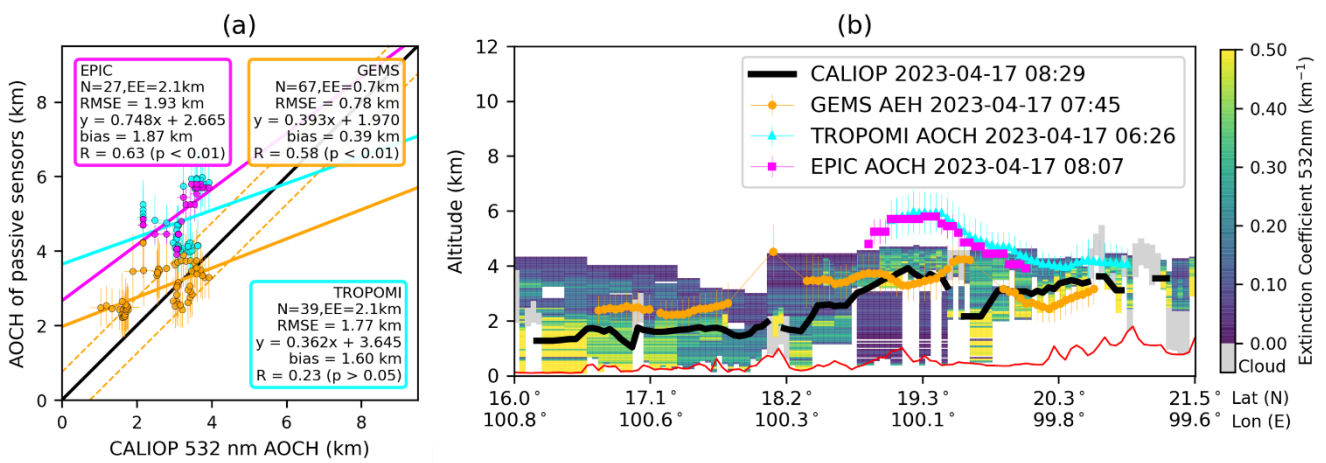 (a)
AOCH of passive sensors (km)
8
6
4
2
0
EPIC
N=27,EE=2.1km
RMSE = 1.93 km
y = 0.748x + 2.665
bias = 1.87 km
R = 0.63 (p < 0.01)
GEMS
N=67,EE=0.7km
RMSE = 0.78 km
y = 0.393x + 1.970
bias = 0.39 km
R = 0.58 (p < 0.01)
TROPOMI
N=39,EE=2.1km
RMSE = 1.77 km
y = 0.362x + 3.645
bias = 1.60 km
R = 0.23 (p > 0.05)
0 2 4 6 8
CALIOP 532 nm AOCH (km)
(b)
Altitude (km)
12
10
8
6
4
2
0
CALIOP 2023-04-17 08:29
GEMS AEH 2023-04-17 07:45
TROPOMI AOCH 2023-04-17 06:26
EPIC AOCH 2023-04-17 08:07
16.0° 17.1° 18.2° 19.3° 20.3° 21.5° Lat (N)
100.8° 100.6° 100.3° 100.1° 99.8° 99.6° Lon (E)
0.50
0.40
0.30
0.20
0.10
0.00
Cloud
Extinction Coefficient 532nm (km⁻¹)